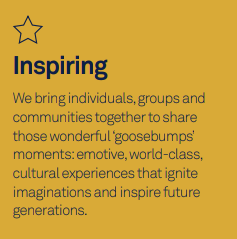 Inspiring
We bring individuals, groups and
communities together to share
those wonderful ‘goosebumps’
moments: emotive, world-class,
cultural experiences that ignite
imaginations and inspire future
generations.